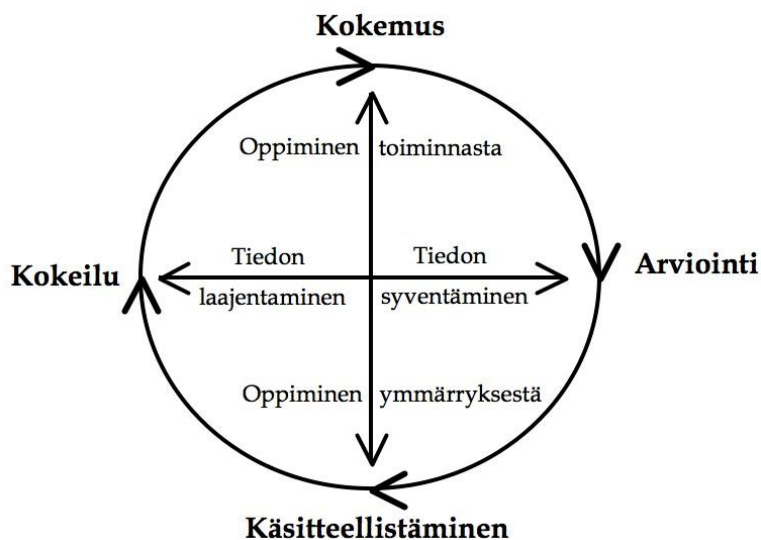 Kokemus
Oppiminen toiminnasta
Tiedon Tiedon
Kokeilu Arviointi
laajentaminen syventäminen
Oppiminen ymmärryksestä
Käsitteellistäminen